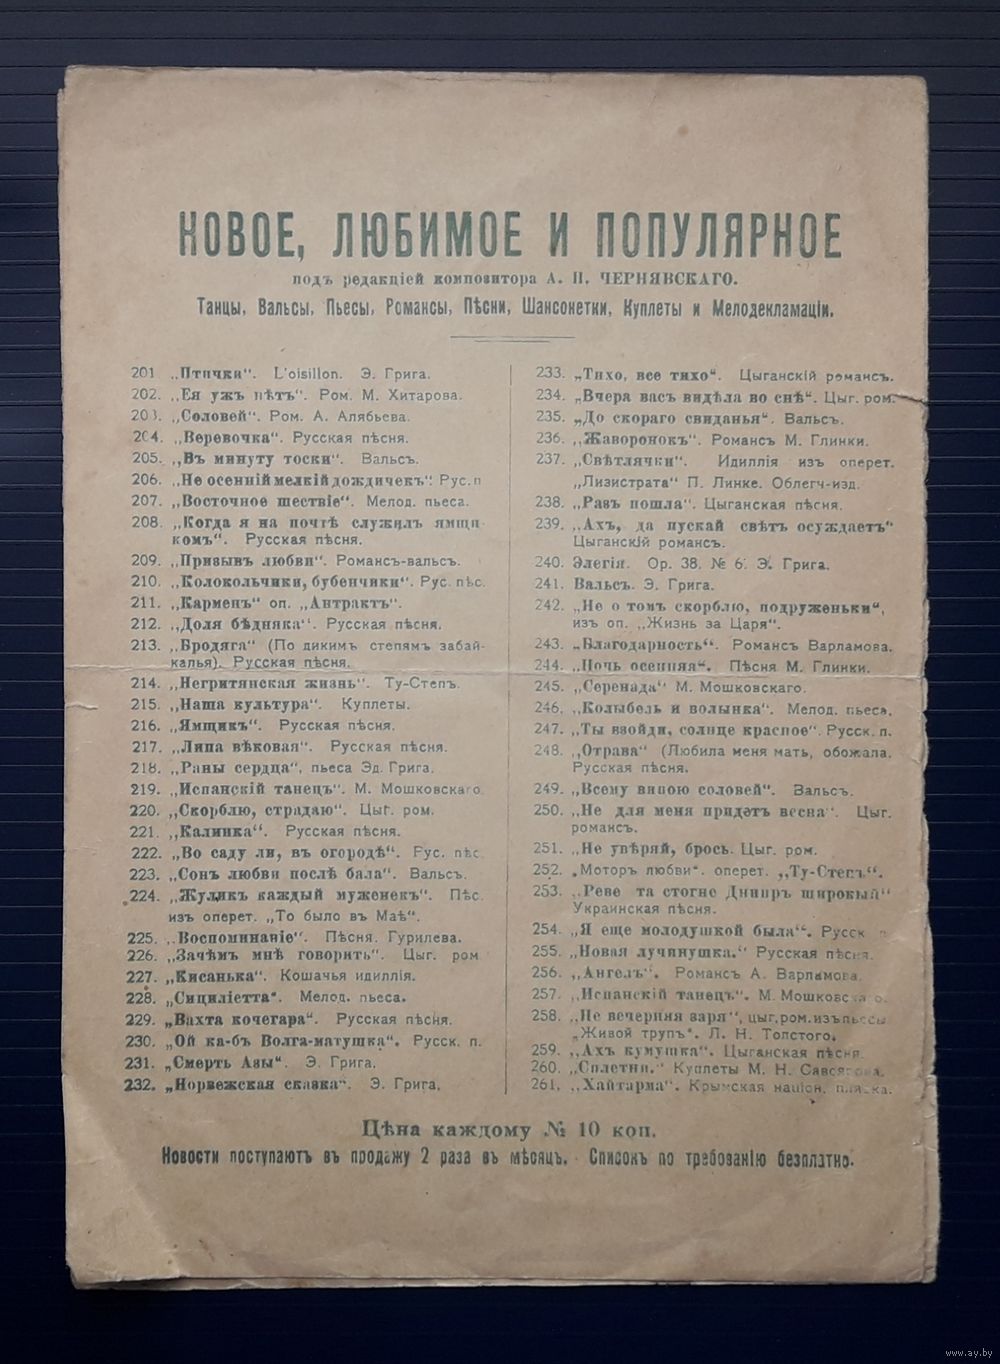 НОВОЕ, ЛЮБИМОЕ И ПОПУЛЯРНОЕ
подъ редакціей композитора А. Н. ЧЕРНЯВСКАГО.
Танцы, Вальсы, Пьесы, Романсы, Пѣсни, Шансонетки, Куплеты и Мелодекламаціи.
201 „Птички“. L'oisillon. Э. Грига.
202. „Ея ужъ нѣтъ“. Ром. М. Хитарова.
203. „Соловей“. Ром. А. Алябьева.
204. „Веревочка“. Русская пѣсня.
205. „Въ минуту тоски“. Вальсъ.
206. „Не осенній мелкій дождичекъ“. Рус. п
207. „Восточное шествіе“. Мелод. пьеса.
208. „Когда я на почтѣ служилъ ямщи-
комъ“. Русская пѣсня.
209. „Призывъ любви“. Романсъ-вальсъ.
210. „Колокольчики, бубенчики“. Рус. пѣс.
211. „Карменъ“ оп. „Антрактъ“.
212. „Доля бѣдняка“. Русская пѣсня.
213. „Бродяга“ (По дикимъ степямъ забай-
калья). Русская пѣсня.
214. „Негритянская жизнь“. Ту-Степъ.
215. „Наша культура“. Куплеты.
216. „Ямщикъ“. Русская пѣсня.
217. „Липа вѣковая“. Русская пѣсня.
218. „Раны сердца“, пьеса Эд. Грига.
219. „Испанскій танецъ“. М. Мошковскаго
220. „Скорблю, страдаю“. Цыг. ром.
221. „Калинка“. Русская пѣсня.
222. „Во саду ли, въ огородѣ“. Рус. пѣс
223. „Сонъ любви послѣ бала“. Вальсъ.
224. „Жуликъ каждый муженекъ“. Пѣс.
изъ оперет. „То было въ Маѣ“.
225. „Воспоминаніе“. Пѣсня. Гурилева.
226. „Зачѣмъ мнѣ говорить“. Цыг. ром
227. „Кисанька“. Кошачья идиллія.
228. „Сициліетта“. Мелод. пьеса.
229. „Вахта кочегара“. Русская пѣсня.
230. „Ой ка-бъ Волга-матушка“. Русск. п.
231. „Смерть Азы“. Э. Грига.
232. „Норвежская сказка“. Э. Грига.
233. „Тихо, все тихо“. Цыганскій романсъ.
234. „Вчера васъ видѣла во снѣ“. Цыг. ром.
235. „До скораго свиданья“. Вальсъ.
236. „Жаворонокъ“. Романсъ М. Глинки.
237. „Свѣтлячки“. Идиллія изъ оперет.
„Лизистрата“ П. Линке. Облегч-изд.
238. „Разъ пошла“. Цыганская пѣсня.
239. „Ахъ, да пускай свѣтъ осуждаетъ“
Цыганскій романсъ.
240. Элегія. Op. 38. № 6. Э. Грига.
241. Вальсъ. Э. Грига.
242. „Не о томъ скорблю, подруженьки“,
изъ оп. „Жизнь за Царя“.
243. „Благодарность“. Романсъ Варламова.
244. „Ночь осенняя“. Пѣсня М. Глинки.
245. „Серенада“ М. Мошковскаго.
246. „Колыбель и волынка“. Мелод. пьеса.
247. „Ты взойди, солнце красное“. Русск. п.
248. „Отрава“ (Любила меня мать, обожала.
Русская пѣсня.
249. „Всему виною соловей“. Вальсъ.
250. „Не для меня придетъ весна“. Цыг.
романсъ.
251. „Не увѣряй, брось. Цыг. ром.
252. „Моторъ любви“. оперет. „Ту-Степъ“.
253. „Реве та стогне Днипръ широкый“
Украинская пѣсня.
254. „Я еще молодушкой была“. Русск п
255. „Новая лучинушка.“ Русская пѣсня.
256. „Ангелъ“. Романсъ А. Варламова.
257. „Испанскій танецъ“. М. Мошковскаго.
258. „Не вечерняя заря“, цыг. ром. изъ пьесы
„Живой трупъ“. Л. Н. Толстого.
259. „Ахъ кумушка“. Цыганская пѣсня.
260. „Сплетни.“ Куплеты М. Н. Савоярова.
261. „Хайтарма“. Крымская націон. пляска.
Цѣна каждому № 10 коп.
Новости поступаютъ въ продажу 2 раза въ мѣсяцъ. Списокъ по требованію безплатно.
www.ay.by